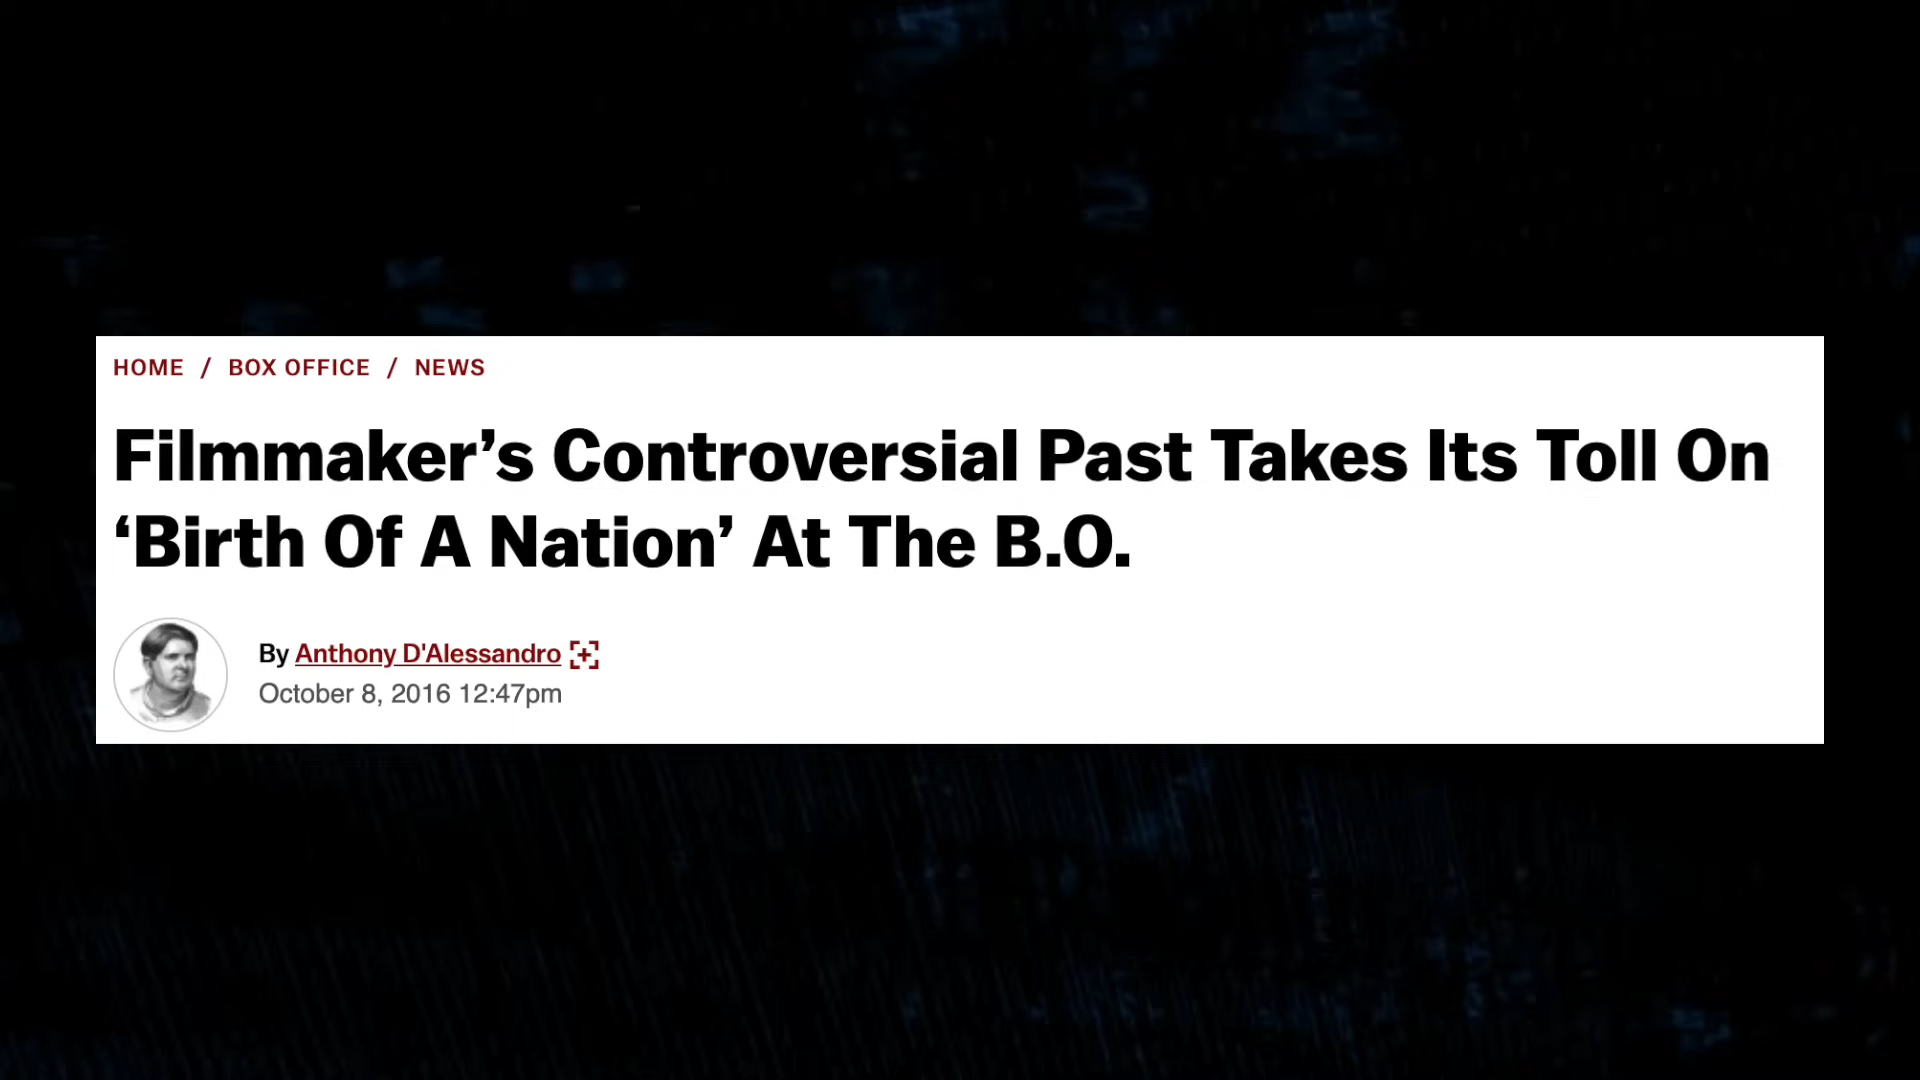 HOME / BOX OFFICE / NEWS
Filmmaker’s Controversial Past Takes Its Toll On
‘Birth Of A Nation’ At The B.O.
By Anthony D'Alessandro
October 8, 2016 12:47pm